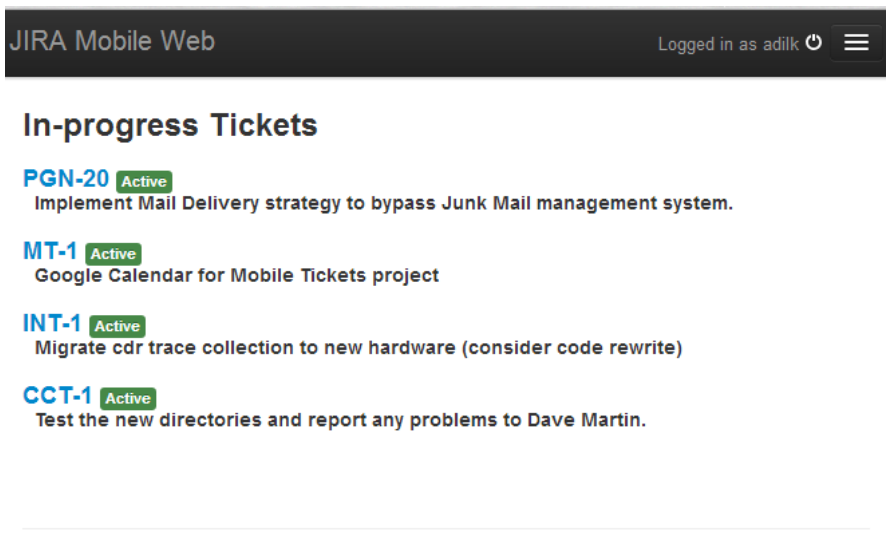 JIRA Mobile Web
Logged in as adilk
In-progress Tickets
PGN-20 Active
Implement Mail Delivery strategy to bypass Junk Mail management system.
MT-1 Active
Google Calendar for Mobile Tickets project
INT-1 Active
Migrate cdr trace collection to new hardware (consider code rewrite)
CCT-1 Active
Test the new directories and report any problems to Dave Martin.